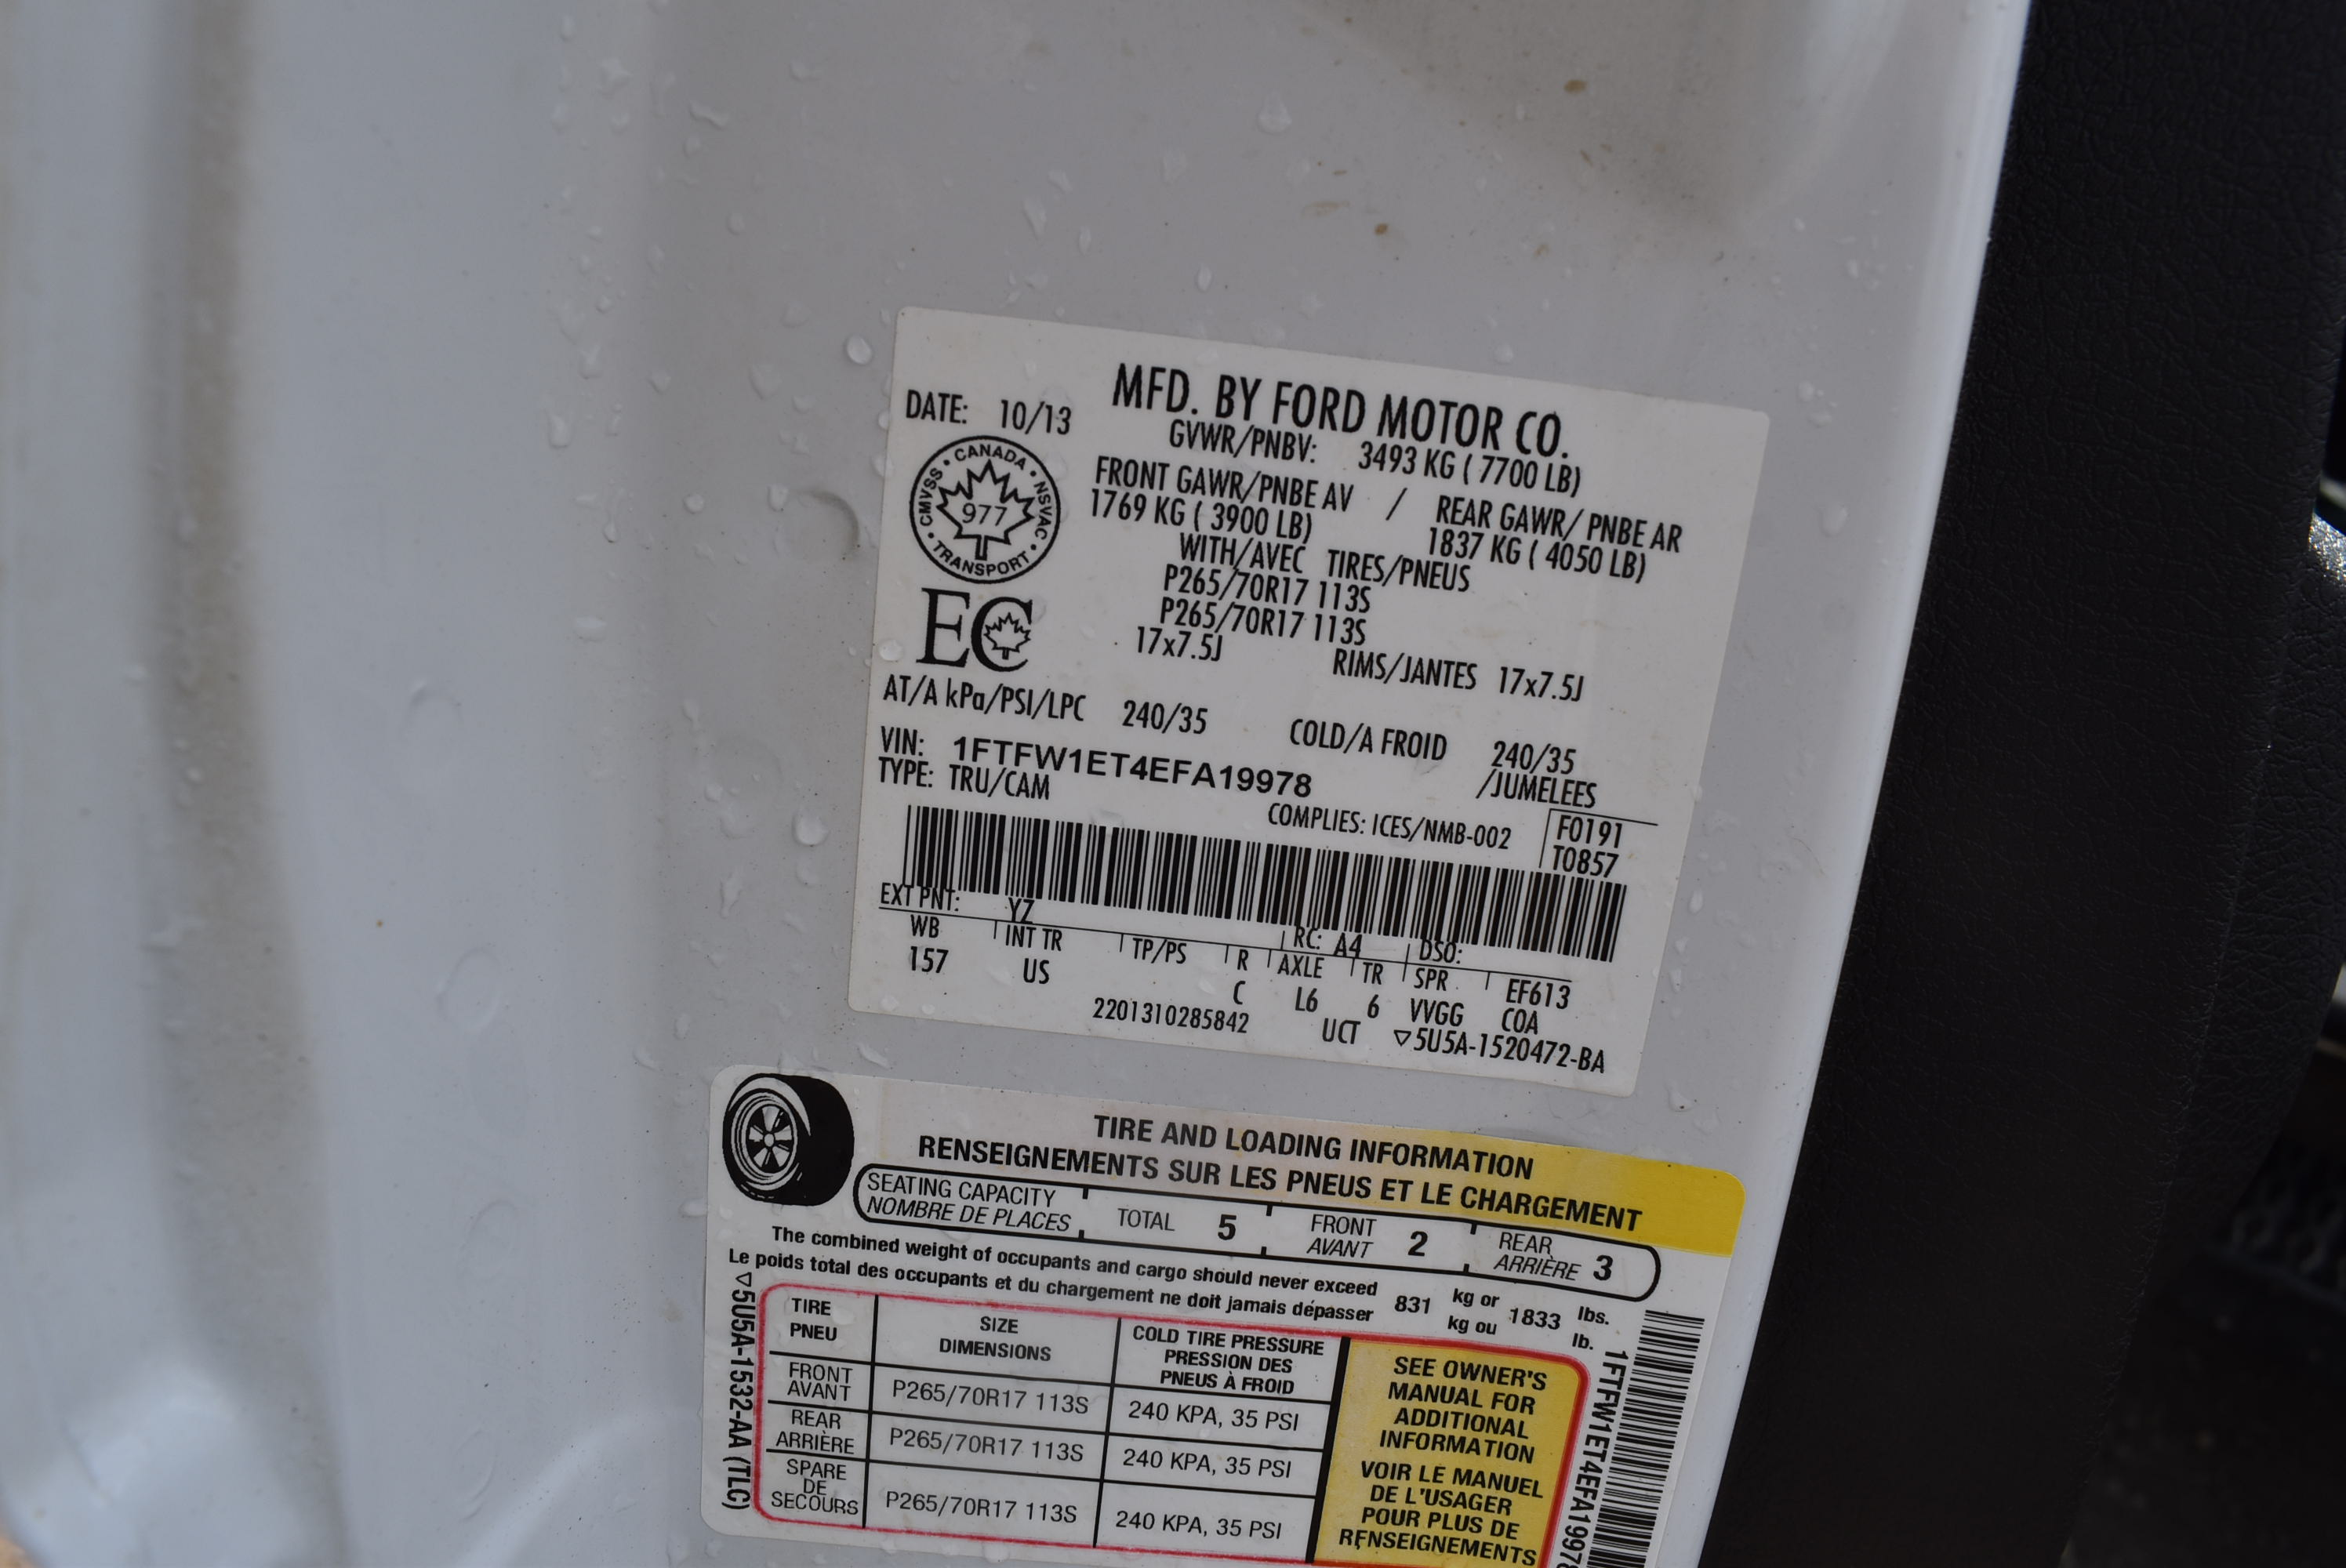 MFD. BY FORD MOTOR CO.
DATE: 10/13
GVWR/PNBV: 3493 KG ( 7700 LB)
FRONT GAWR/PNBE AV / REAR GAWR/ PNBE AR
1769 KG ( 3900 LB) 1837 KG ( 4050 LB)
WITH/AVEC TIRES/PNEUS
P265/70R17 113S
P265/70R17 113S
17x7.5J RIMS/JANTES 17x7.5J
CANADA • NSVAC • TRANSPORT • CMVSS •
977
EC
AT/A kPa/PSI/LPC 240/35 COLD/A FROID 240/35
VIN: 1FTFW1ET4EFA19978 /JUMELEES
TYPE: TRU/CAM
COMPLIES: ICES/NMB-002 F0191
T0857
EXT PNT: YZ RC: A4 DSO:
WB INT TR TP/PS R AXLE TR SPR EF613
157 US C L6 6 VVGG COA
2201310285842 UCT ▽5U5A-1520472-BA
TIRE AND LOADING INFORMATION
RENSEIGNEMENTS SUR LES PNEUS ET LE CHARGEMENT
SEATING CAPACITY
NOMBRE DE PLACES
TOTAL 5
FRONT
AVANT 2
REAR
ARRIÈRE 3
The combined weight of occupants and cargo should never exceed 831 kg or 1833 lbs.
Le poids total des occupants et du chargement ne doit jamais dépasser kg ou lb.
TIRE
PNEU
SIZE
DIMENSIONS
COLD TIRE PRESSURE
PRESSION DES
PNEUS À FROID
FRONT
AVANT
P265/70R17 113S
240 KPA, 35 PSI
REAR
ARRIÈRE
P265/70R17 113S
240 KPA, 35 PSI
SPARE
DE
SECOURS
P265/70R17 113S
240 KPA, 35 PSI
SEE OWNER'S
MANUAL FOR
ADDITIONAL
INFORMATION
VOIR LE MANUEL
DE L'USAGER
POUR PLUS DE
RENSEIGNEMENTS
▽5U5A-1532-AA (TLC)
1FTFW1ET4EFA19978